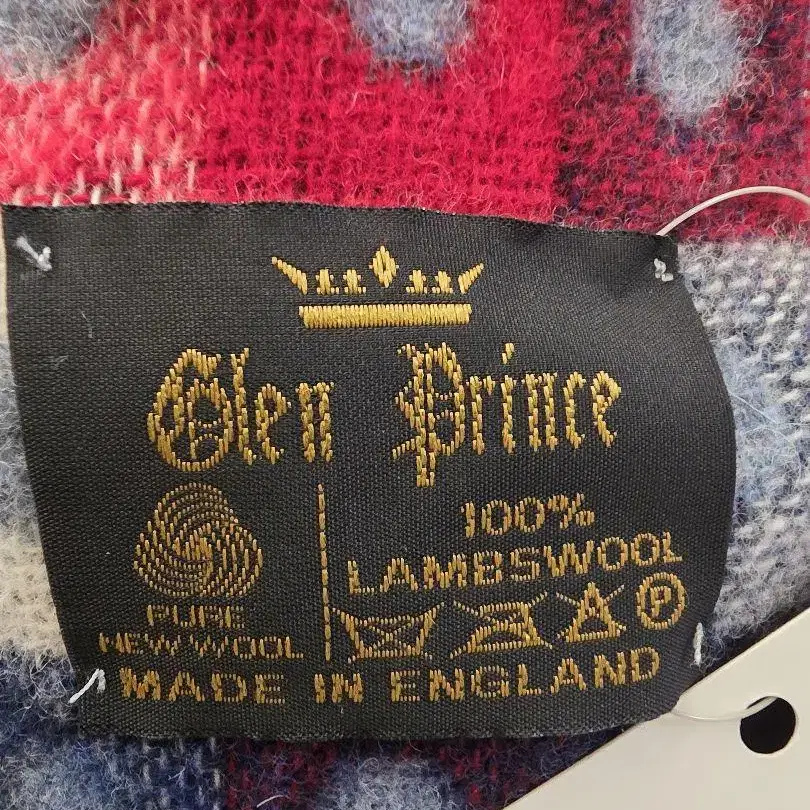 Glen Prince
100%
LAMBSWOOL
PURE
NEW WOOL
P
MADE IN ENGLAND